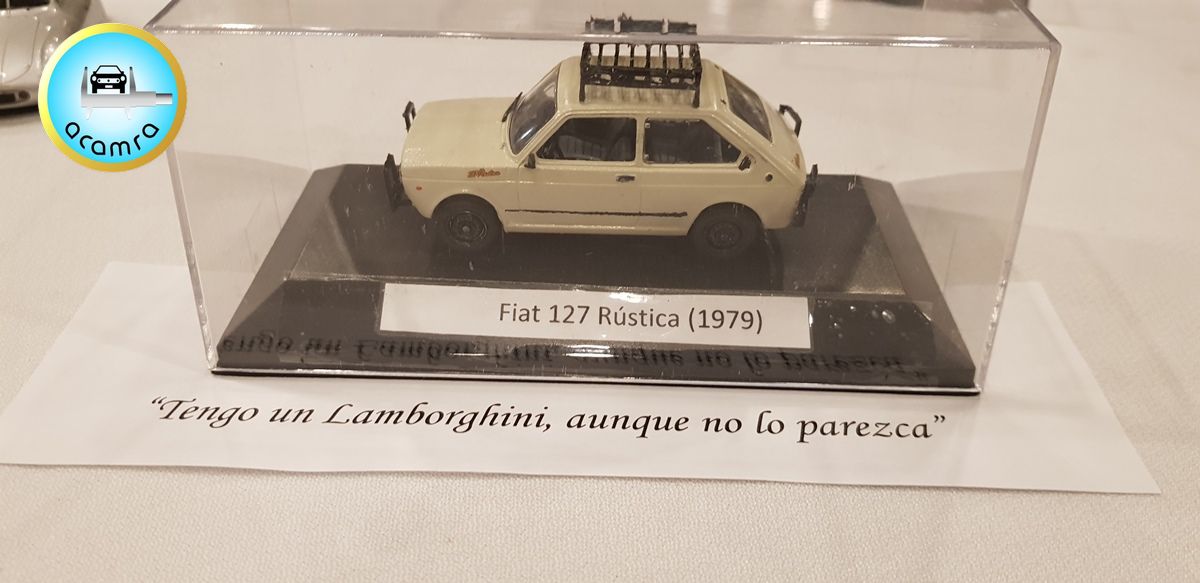 acamra
Fiat 127 Rústica (1979)
“Tengo un Lamborghini, aunque no lo parezca”